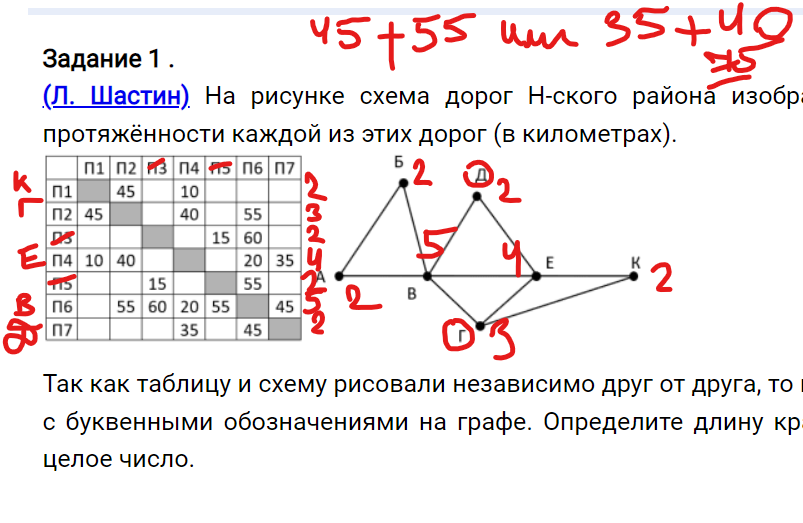 45+55 или 35+40
75
Задание 1 .
(Л. Шастин) На рисунке схема дорог Н-ского района изобра
протяжённости каждой из этих дорог (в километрах).
П1 П2 П3 П4 П5 П6 П7
К П1 45 10 2
Г П2 45 40 55 3
П3 15 60 2
Е П4 10 40 20 35 4
П5 15 55 2
В П6 55 60 20 55 45 5
Д П7 35 45 2
Б 2
Д 2
5 4
А 2 В Е К 2
Г 3
Так как таблицу и схему рисовали независимо друг от друга, то
с буквенными обозначениями на графе. Определите длину кра
целое число.